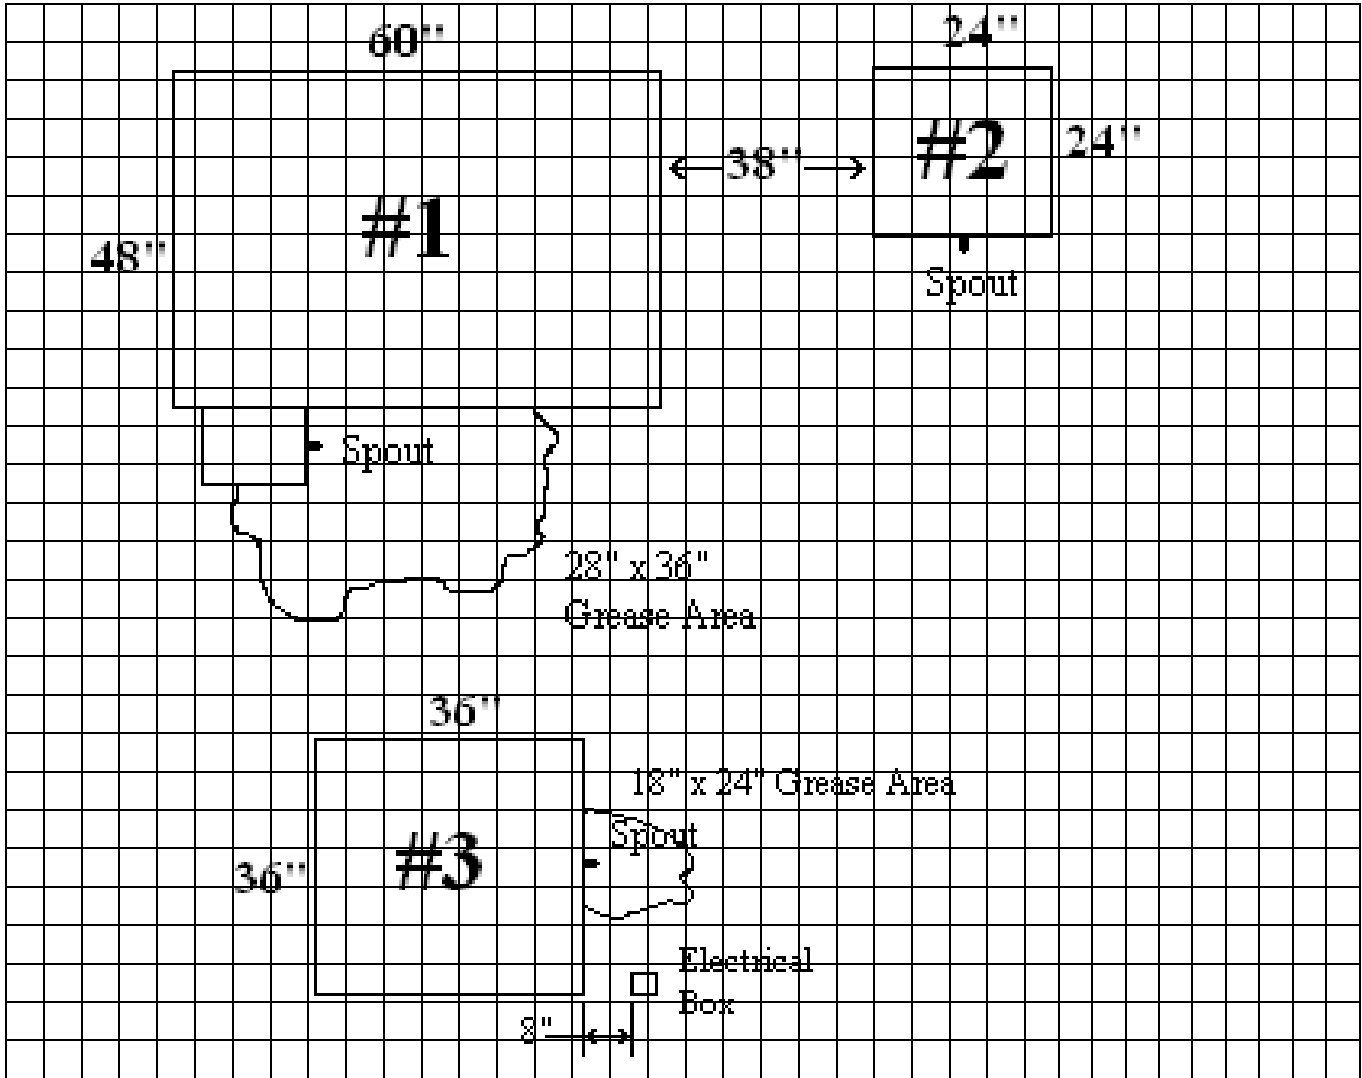 60"
24"
#1
38"
#2
24"
48"
Spout
Spout
28" x 36"
Grease Area
36"
18" x 24" Grease Area
Spout
#3
36"
Electrical
Box
8"